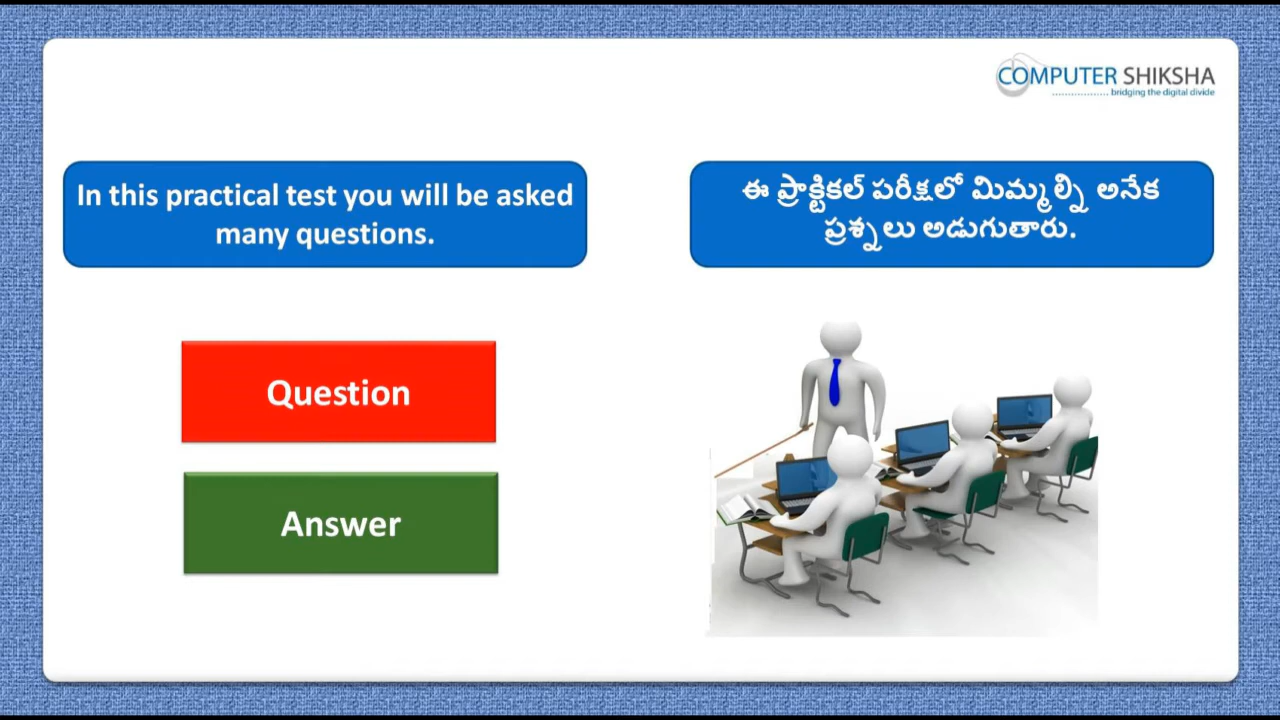 COMPUTER SHIKSHA
.................. bridging the digital divide
In this practical test you will be asked
many questions.
ఈ ప్రాక్టికల్ పరీక్షలో మిమ్మల్ని అనేక
ప్రశ్నలు అడుగుతారు.
Question
Answer